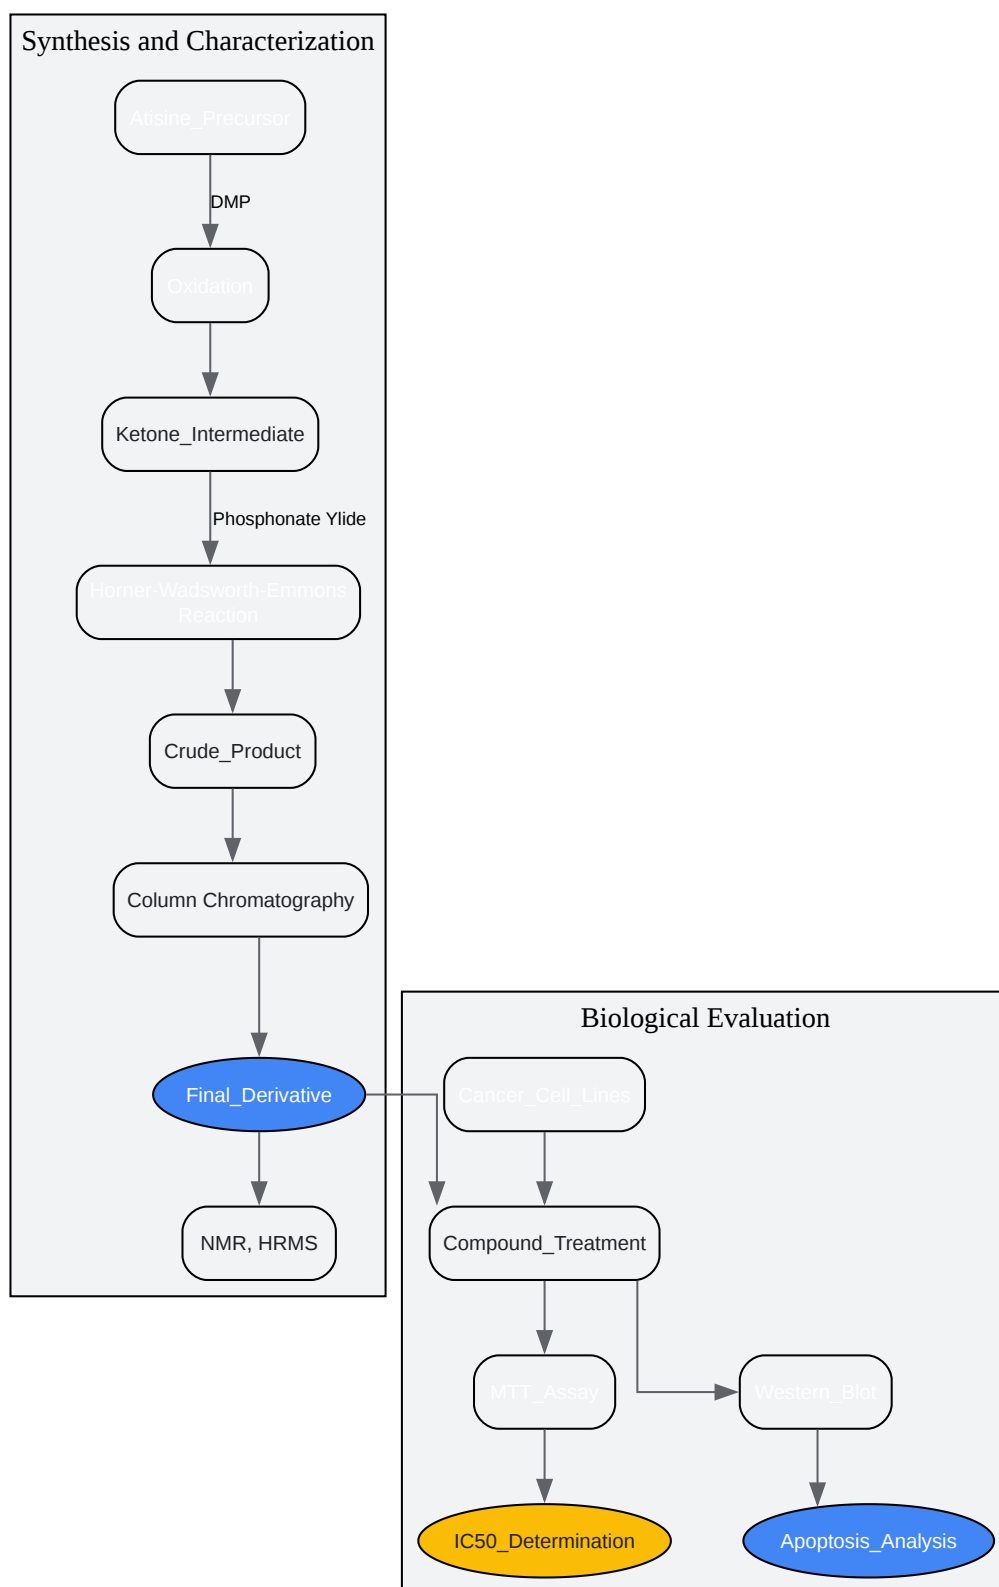 Synthesis and Characterization
Atisine_Precursor
DMP
Oxidation
Ketone_Intermediate
Phosphonate Ylide
Horner-Wadsworth-Emmons
Reaction
Crude_Product
Column Chromatography
Final_Derivative
NMR, HRMS
Biological Evaluation
Cancer_Cell_Lines
Compound_Treatment
MTT_Assay
Western_Blot
IC50_Determination
Apoptosis_Analysis